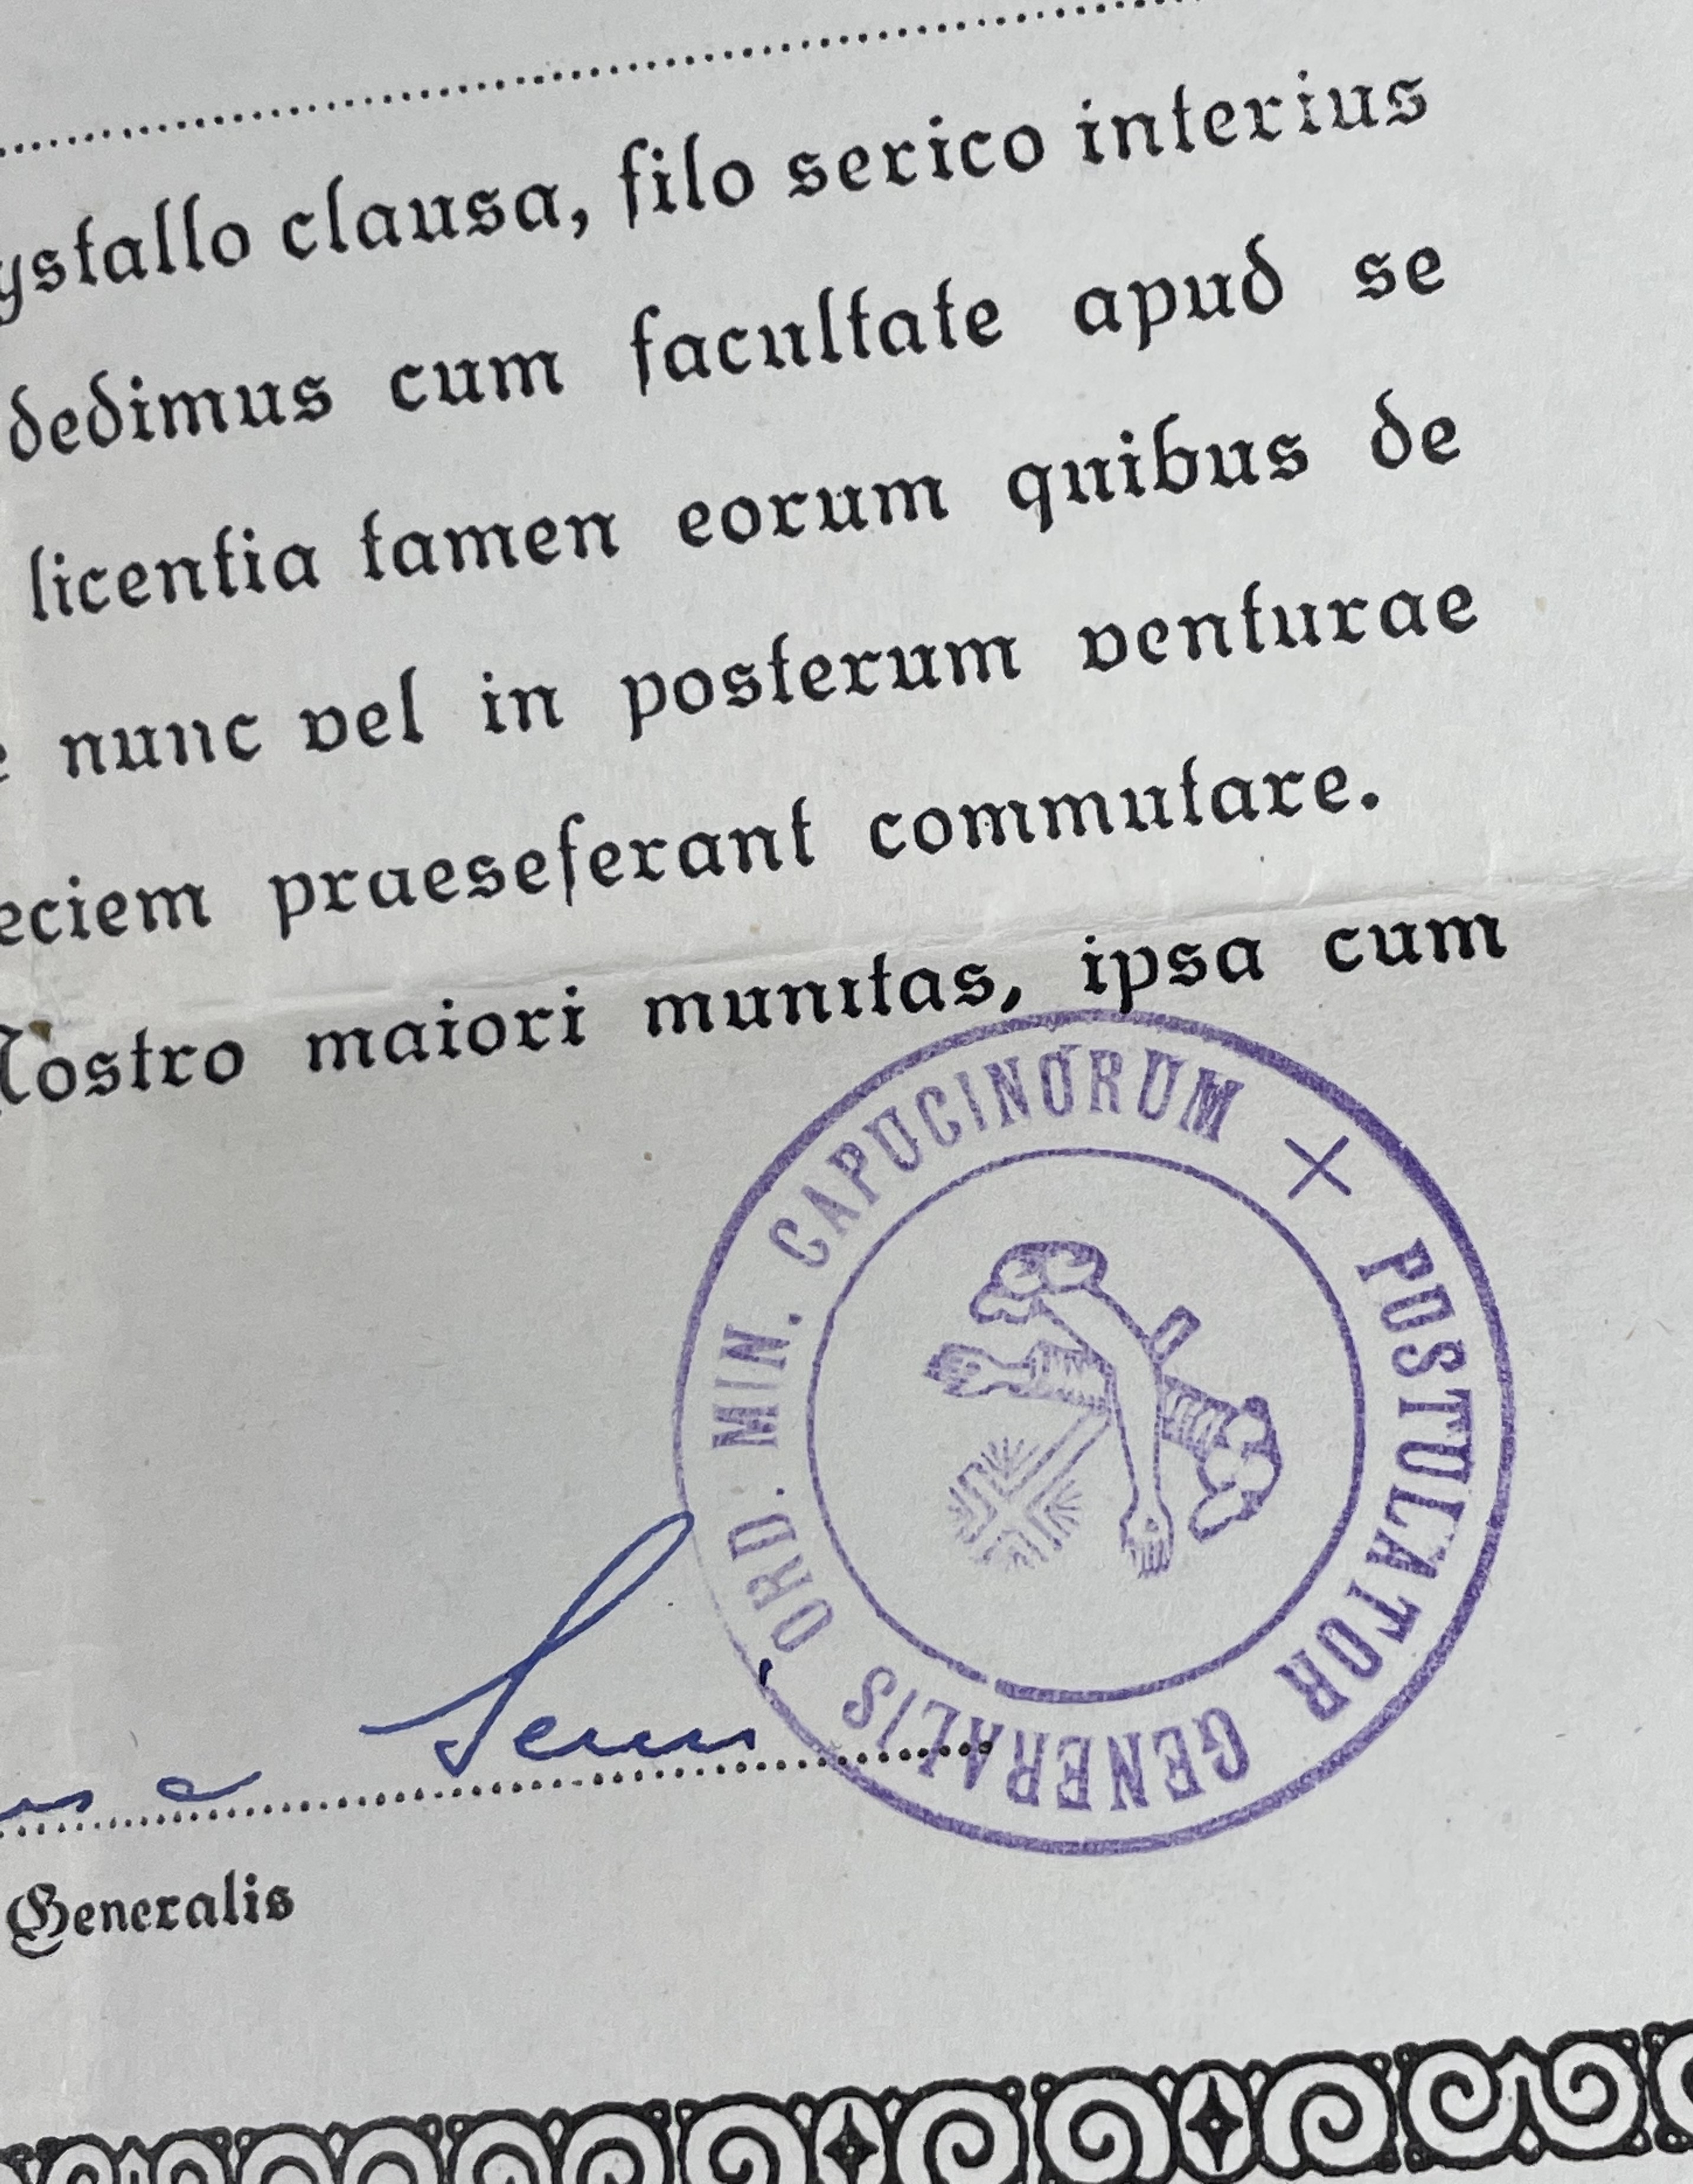 ystallo clausa, filo serico interius
dedimus cum facultate apud se
licentia tamen eorum quibus de
e nunc vel in posterum venturae
eciem praeseferant commutare.
Nostro maiori munitas, ipsa cum
POSTULATOR GENERALIS ORD. MIN. CAPUCINORUM
Generalis